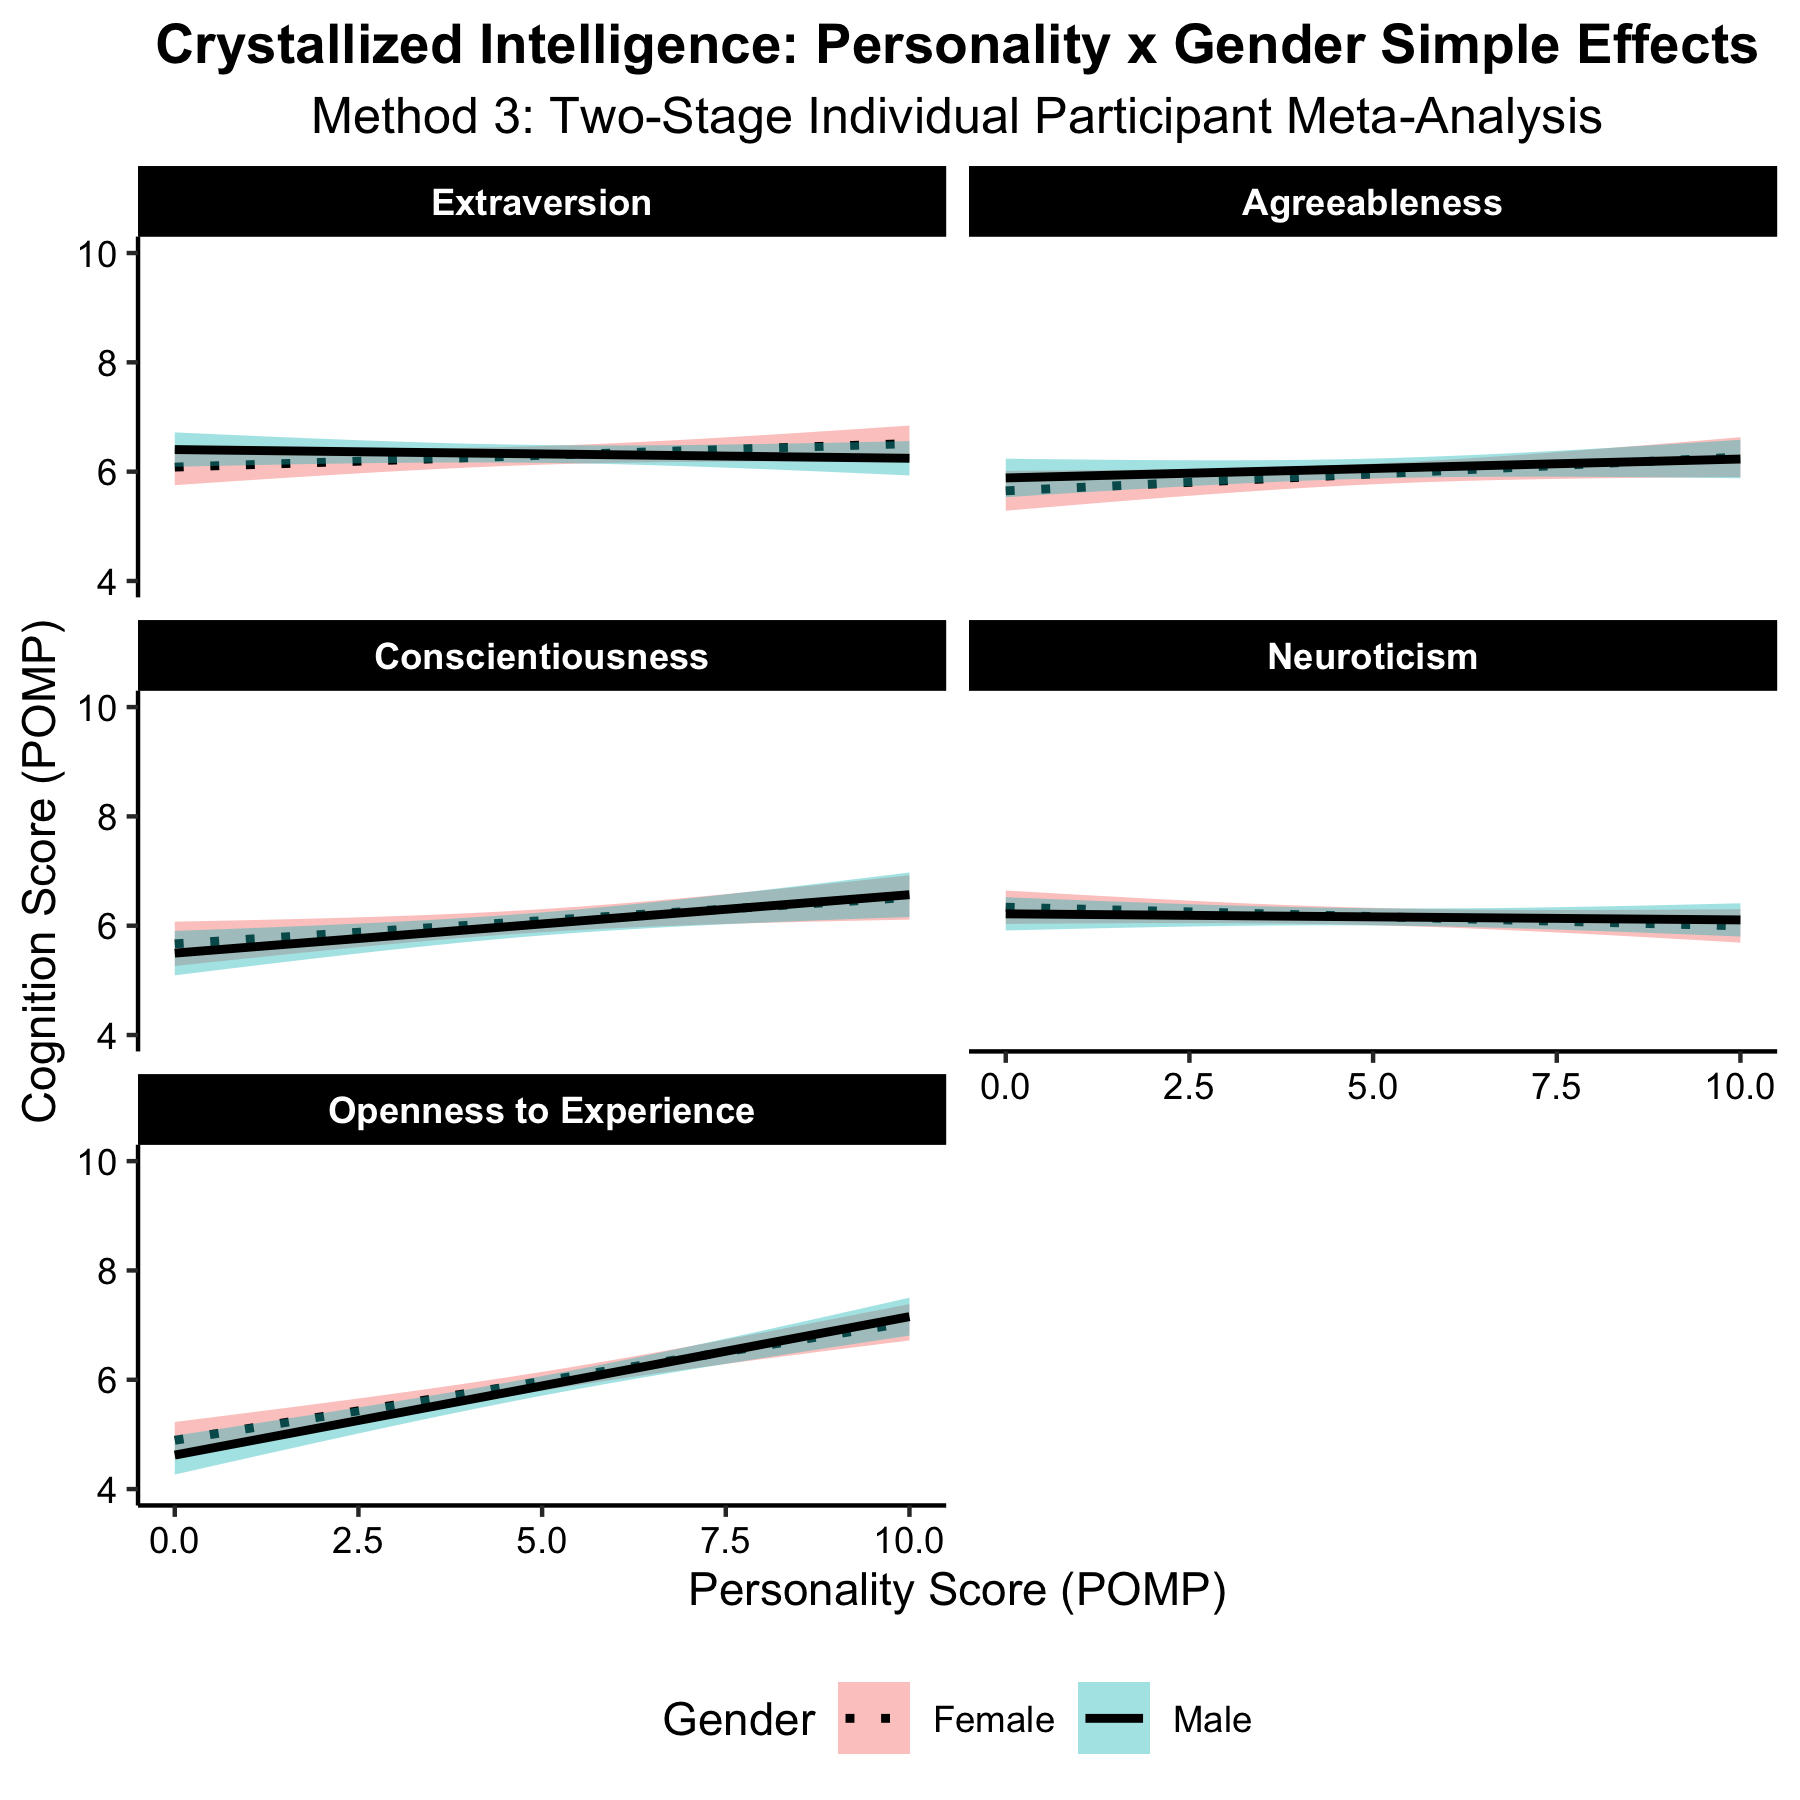 Crystallized Intelligence: Personality x Gender Simple Effects
Method 3: Two-Stage Individual Participant Meta-Analysis
Extraversion
Agreeableness
10
8
6
4
Conscientiousness
Neuroticism
10
8
6
4
0.0 2.5 5.0 7.5 10.0
Openness to Experience
10
8
6
4
0.0 2.5 5.0 7.5 10.0
Cognition Score (POMP)
Personality Score (POMP)
Gender Female Male